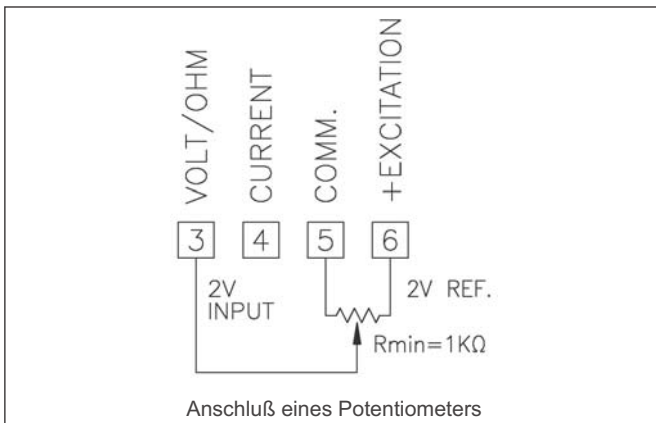 VOLT/OHM
CURRENT
COMM.
+EXCITATION
3
4
5
6
2V
INPUT
2V REF.
Rmin=1KΩ
Anschluß eines Potentiometers